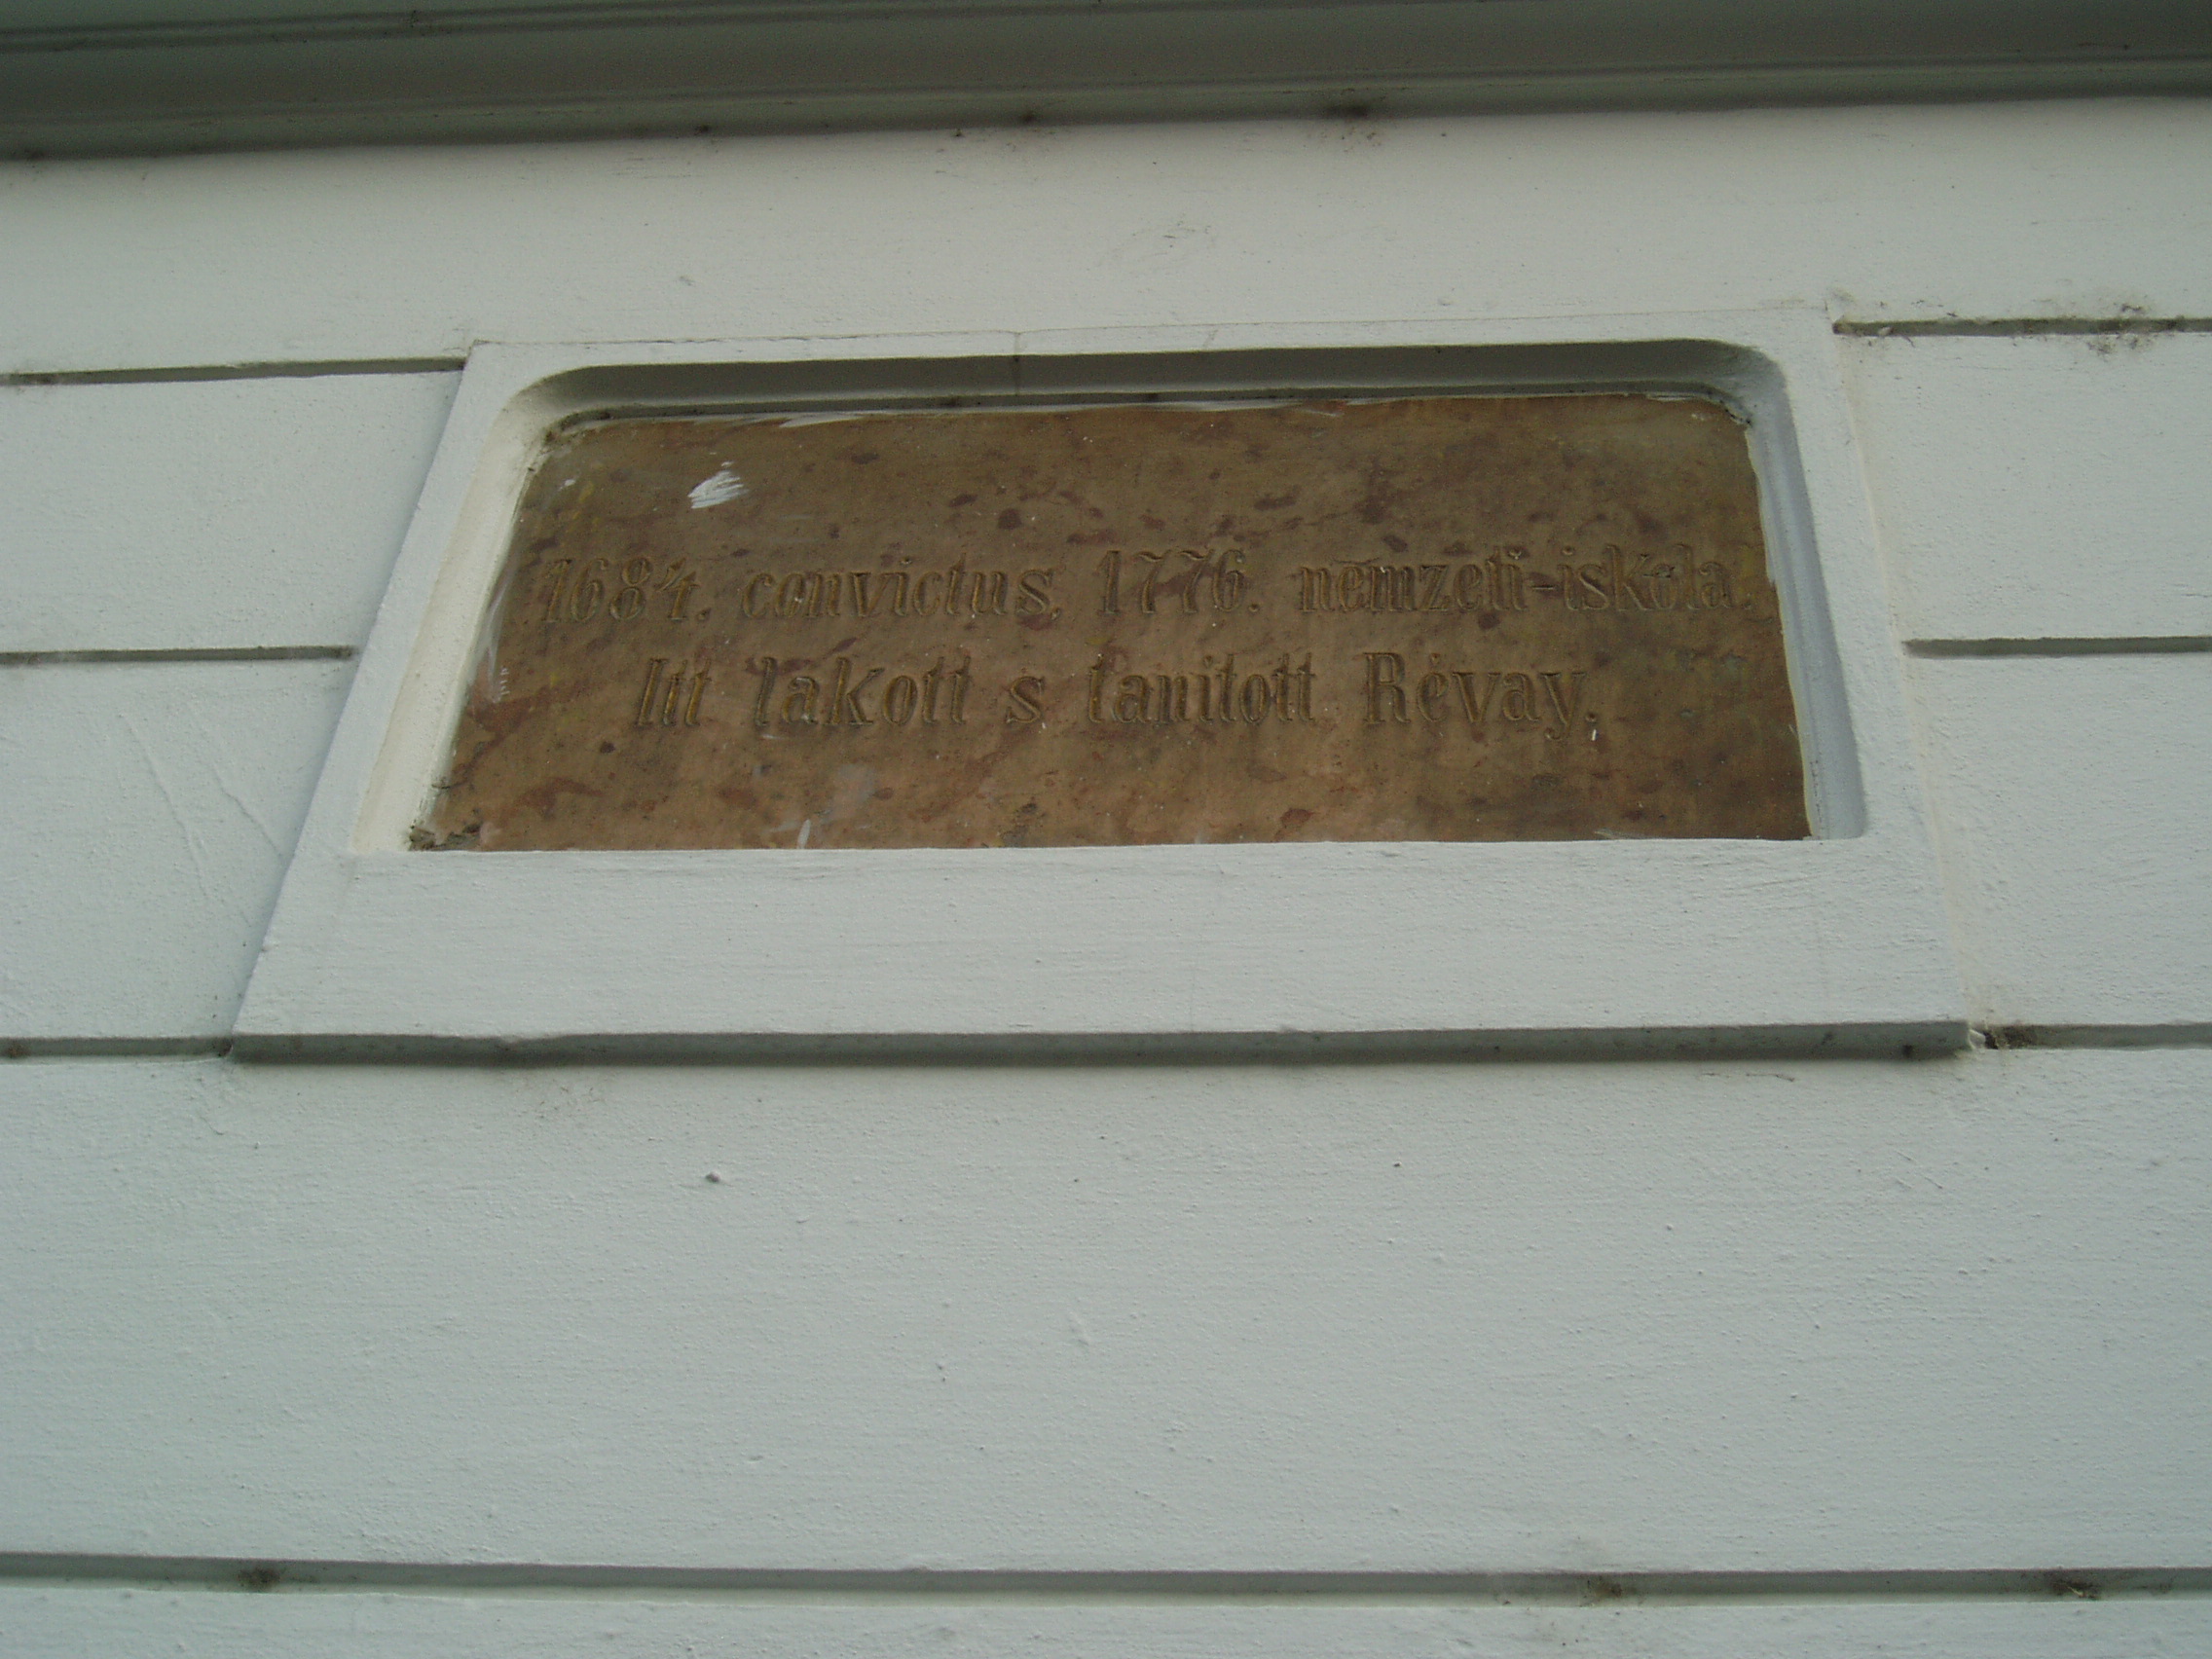 1684. convictus, 1776. nemzeti-iskola.
Itt lakott s tanitott Révay.